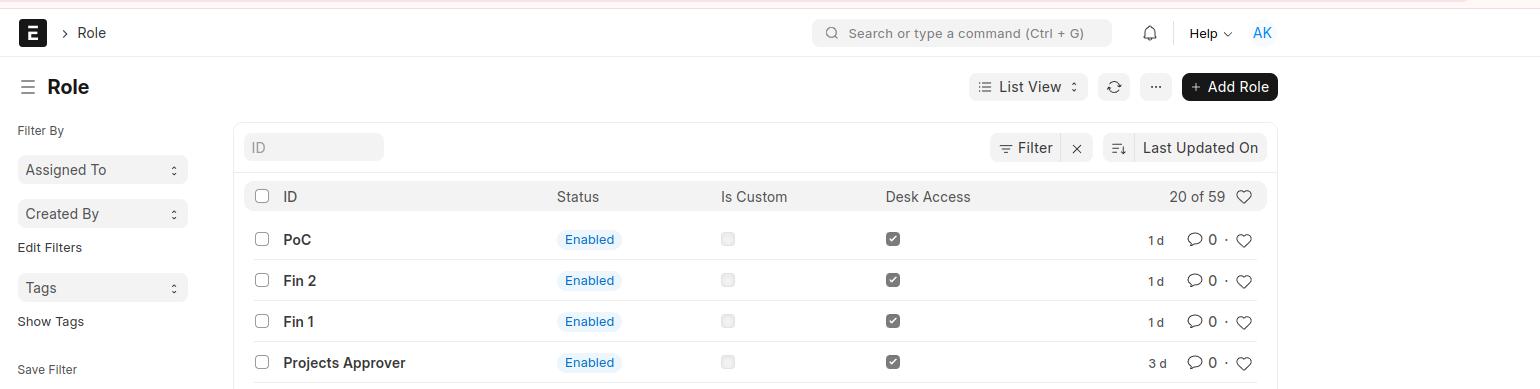 E Role
Search or type a command (Ctrl + G)
Help
AK
Role
List View
Add Role
Filter By
Assigned To
Created By
Edit Filters
Tags
Show Tags
Save Filter
ID
Filter
Last Updated On
ID Status Is Custom Desk Access 20 of 59
PoC Enabled 1 d 0 ·
Fin 2 Enabled 1 d 0 ·
Fin 1 Enabled 1 d 0 ·
Projects Approver Enabled 3 d 0 ·